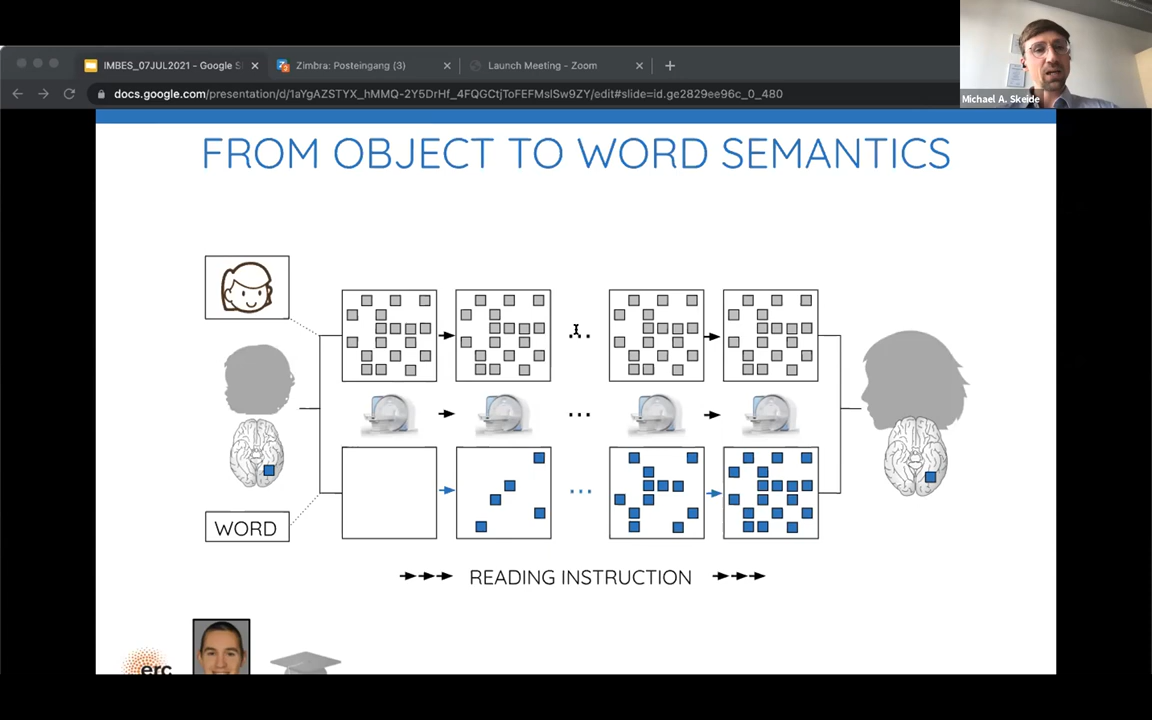 Michael A. Skeide
IMBES_07JUL2021 - Google S
Zimbra: Posteingang (3)
Launch Meeting - Zoom
docs.google.com/presentation/d/1aYgAZSTYX_hMMQ-2Y5DrHf_4FQGCtjToFEFMslSw9ZY/edit#slide=id.ge2829ee96c_0_480
FROM OBJECT TO WORD SEMANTICS
WORD
READING INSTRUCTION
erc